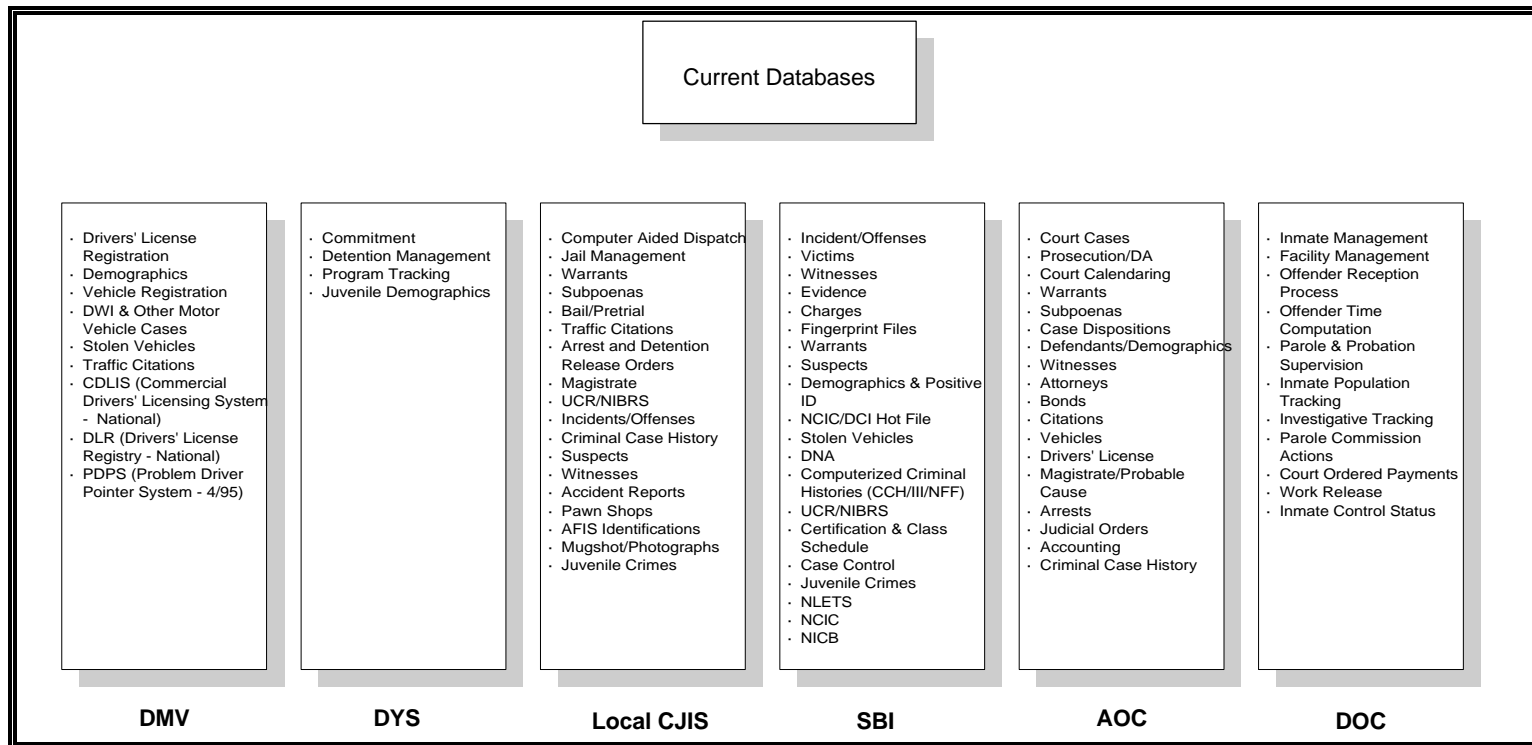 Current Databases
· Drivers' License
Registration
· Demographics
· Vehicle Registration
· DWI & Other Motor
Vehicle Cases
· Stolen Vehicles
· Traffic Citations
· CDLIS (Commercial
Drivers' Licensing System
- National)
· DLR (Drivers' License
Registry - National)
· PDPS (Problem Driver
Pointer System - 4/95)
DMV
· Commitment
· Detention Management
· Program Tracking
· Juvenile Demographics
DYS
· Computer Aided Dispatch
· Jail Management
· Warrants
· Subpoenas
· Bail/Pretrial
· Traffic Citations
· Arrest and Detention
Release Orders
· Magistrate
· UCR/NIBRS
· Incidents/Offenses
· Criminal Case History
· Suspects
· Witnesses
· Accident Reports
· Pawn Shops
· AFIS Identifications
· Mugshot/Photographs
· Juvenile Crimes
Local CJIS
· Incident/Offenses
· Victims
· Witnesses
· Evidence
· Charges
· Fingerprint Files
· Warrants
· Suspects
· Demographics & Positive
ID
· NCIC/DCI Hot File
· Stolen Vehicles
· DNA
· Computerized Criminal
Histories (CCH/III/NFF)
· UCR/NIBRS
· Certification & Class
Schedule
· Case Control
· Juvenile Crimes
· NLETS
· NCIC
· NICB
SBI
· Court Cases
· Prosecution/DA
· Court Calendaring
· Warrants
· Subpoenas
· Case Dispositions
· Defendants/Demographics
· Witnesses
· Attorneys
· Bonds
· Citations
· Vehicles
· Drivers' License
· Magistrate/Probable
Cause
· Arrests
· Judicial Orders
· Accounting
· Criminal Case History
AOC
· Inmate Management
· Facility Management
· Offender Reception
Process
· Offender Time
Computation
· Parole & Probation
Supervision
· Inmate Population
Tracking
· Investigative Tracking
· Parole Commission
Actions
· Court Ordered Payments
· Work Release
· Inmate Control Status
DOC